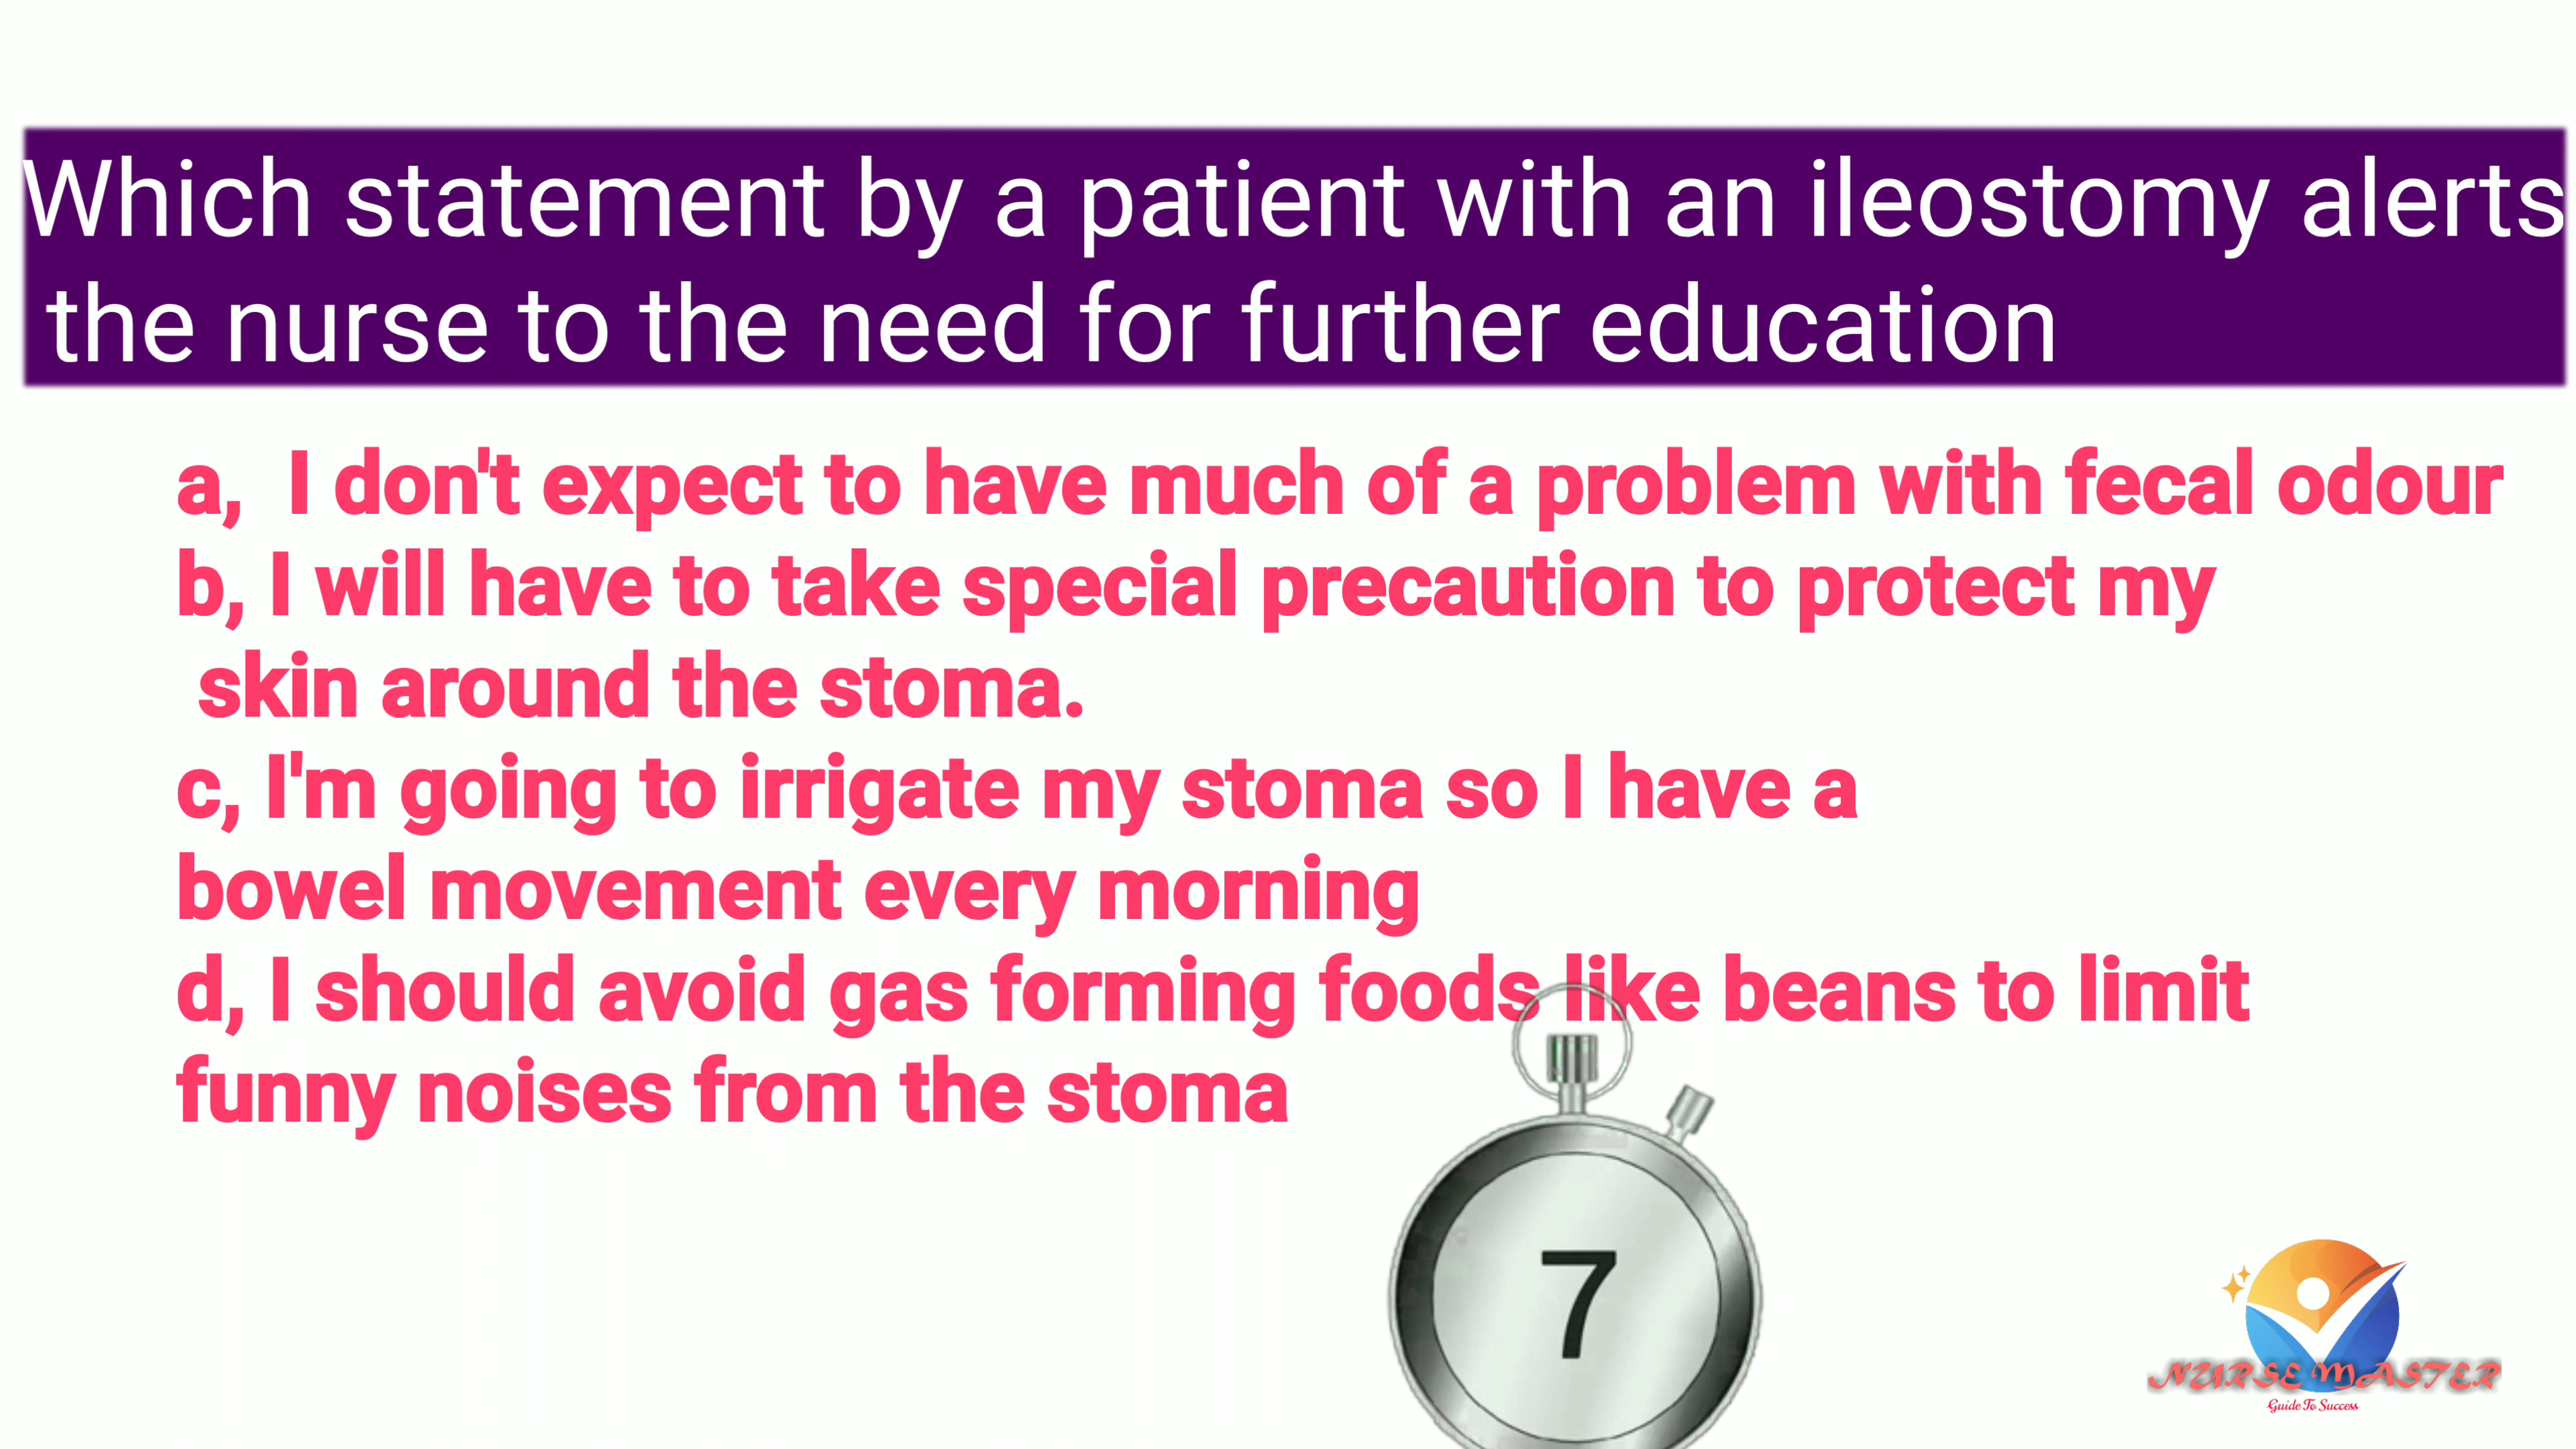 Which statement by a patient with an ileostomy alerts
the nurse to the need for further education
a, I don't expect to have much of a problem with fecal odour
b, I will have to take special precaution to protect my
skin around the stoma.
c, I'm going to irrigate my stoma so I have a
bowel movement every morning
d, I should avoid gas forming foods like beans to limit
funny noises from the stoma
7
NURSE MASTER
Guide To Success